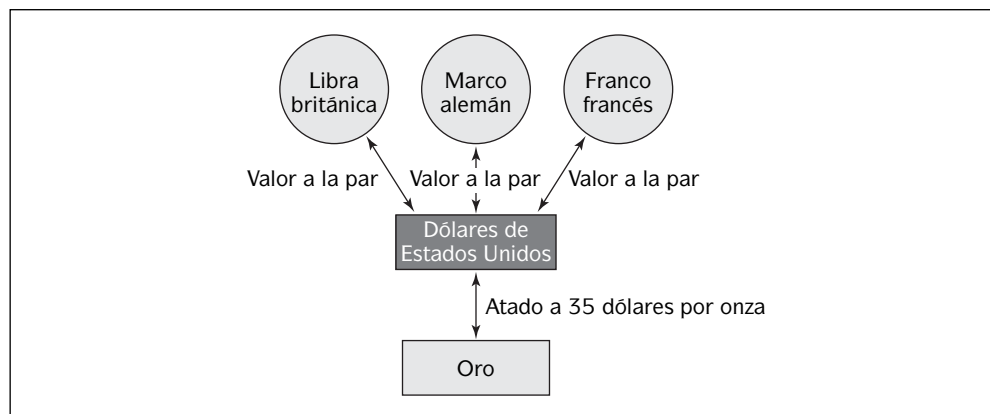 Libra
británica
Marco
alemán
Franco
francés
Valor a la par
Valor a la par
Valor a la par
Dólares de
Estados Unidos
Atado a 35 dólares por onza
Oro